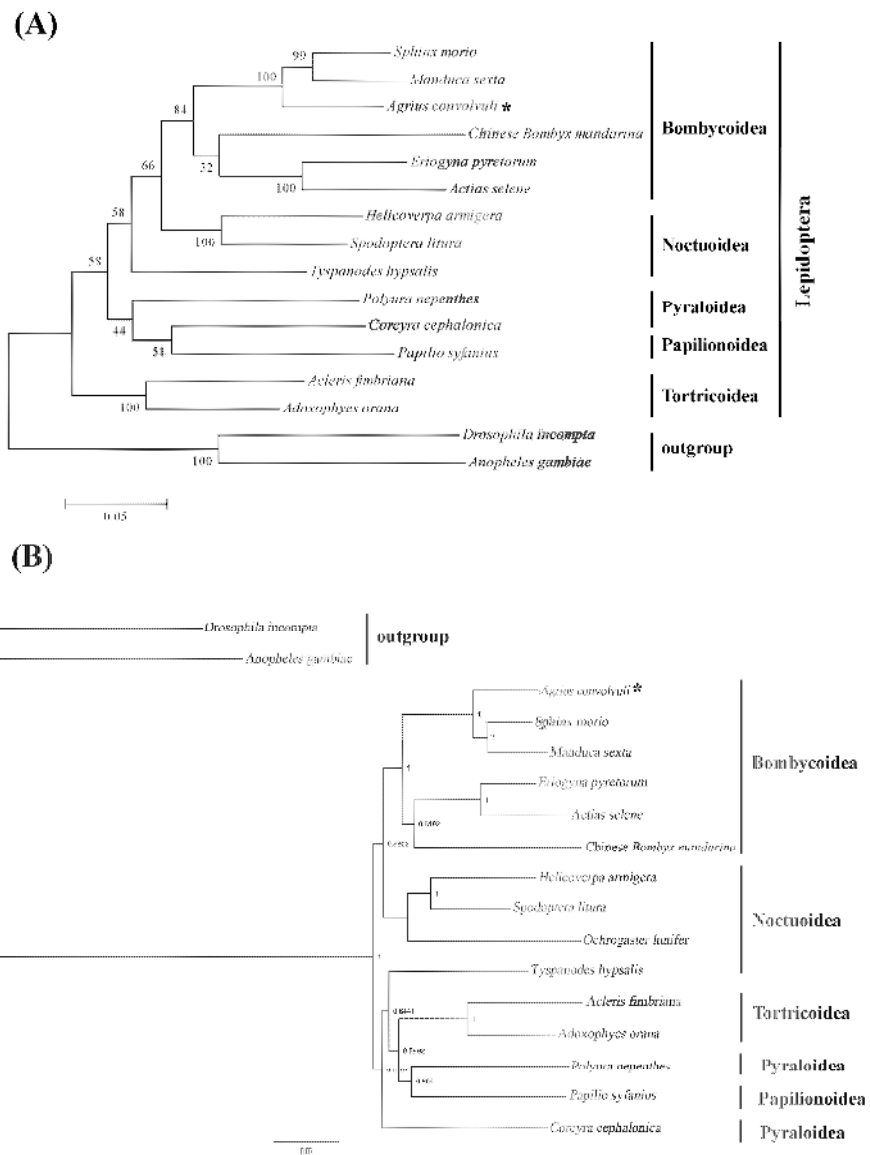 (A)
99
Sphinx morio
100
Manduca sexta
Agrius convolvuli *
84
Chinese Bombyx mandarina
32
Eriogyna pyretorum
100
Actias selene
Bombycoidea
66
Helicoverpa armigera
100
Spodoptera litura
58
Tyspanodes hypsalis
Noctuoidea
58
Polyura nepenthes
44
Corcyra cephalonica
Pyraloidea
51
Papilio syfanius
Papilionoidea
Acleris fimbriana
100
Adoxophyes orana
Tortricoidea
Lepidoptera
Drosophila incompta
100
Anopheles gambiae
outgroup
0.05
(B)
Drosophila incompta
Anopheles gambiae
outgroup
Agrius convolvuli *
1
Sphinx morio
Manduca sexta
Eriogyna pyretorum
1
1
Actias selene
Chinese Bombyx mandarina
Bombycoidea
Helicoverpa armigera
1
Spodoptera litura
Ochrogaster lunifer
Tyspanodes hypsalis
Noctuoidea
1
Acleris fimbriana
1
Adoxophyes orana
Tortricoidea
Polyura nepenthes
Pyraloidea
Papilio syfanius
Papilionoidea
Corcyra cephalonica
Pyraloidea